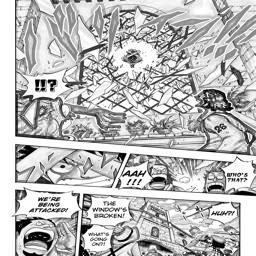 !!?
AAH
!!!
WHO'S
THAT?
WE'RE
BEING
ATTACKED!
THE
WINDOW'S
BROKEN!
WHAT'S
GOING
ON?!
HUH?!